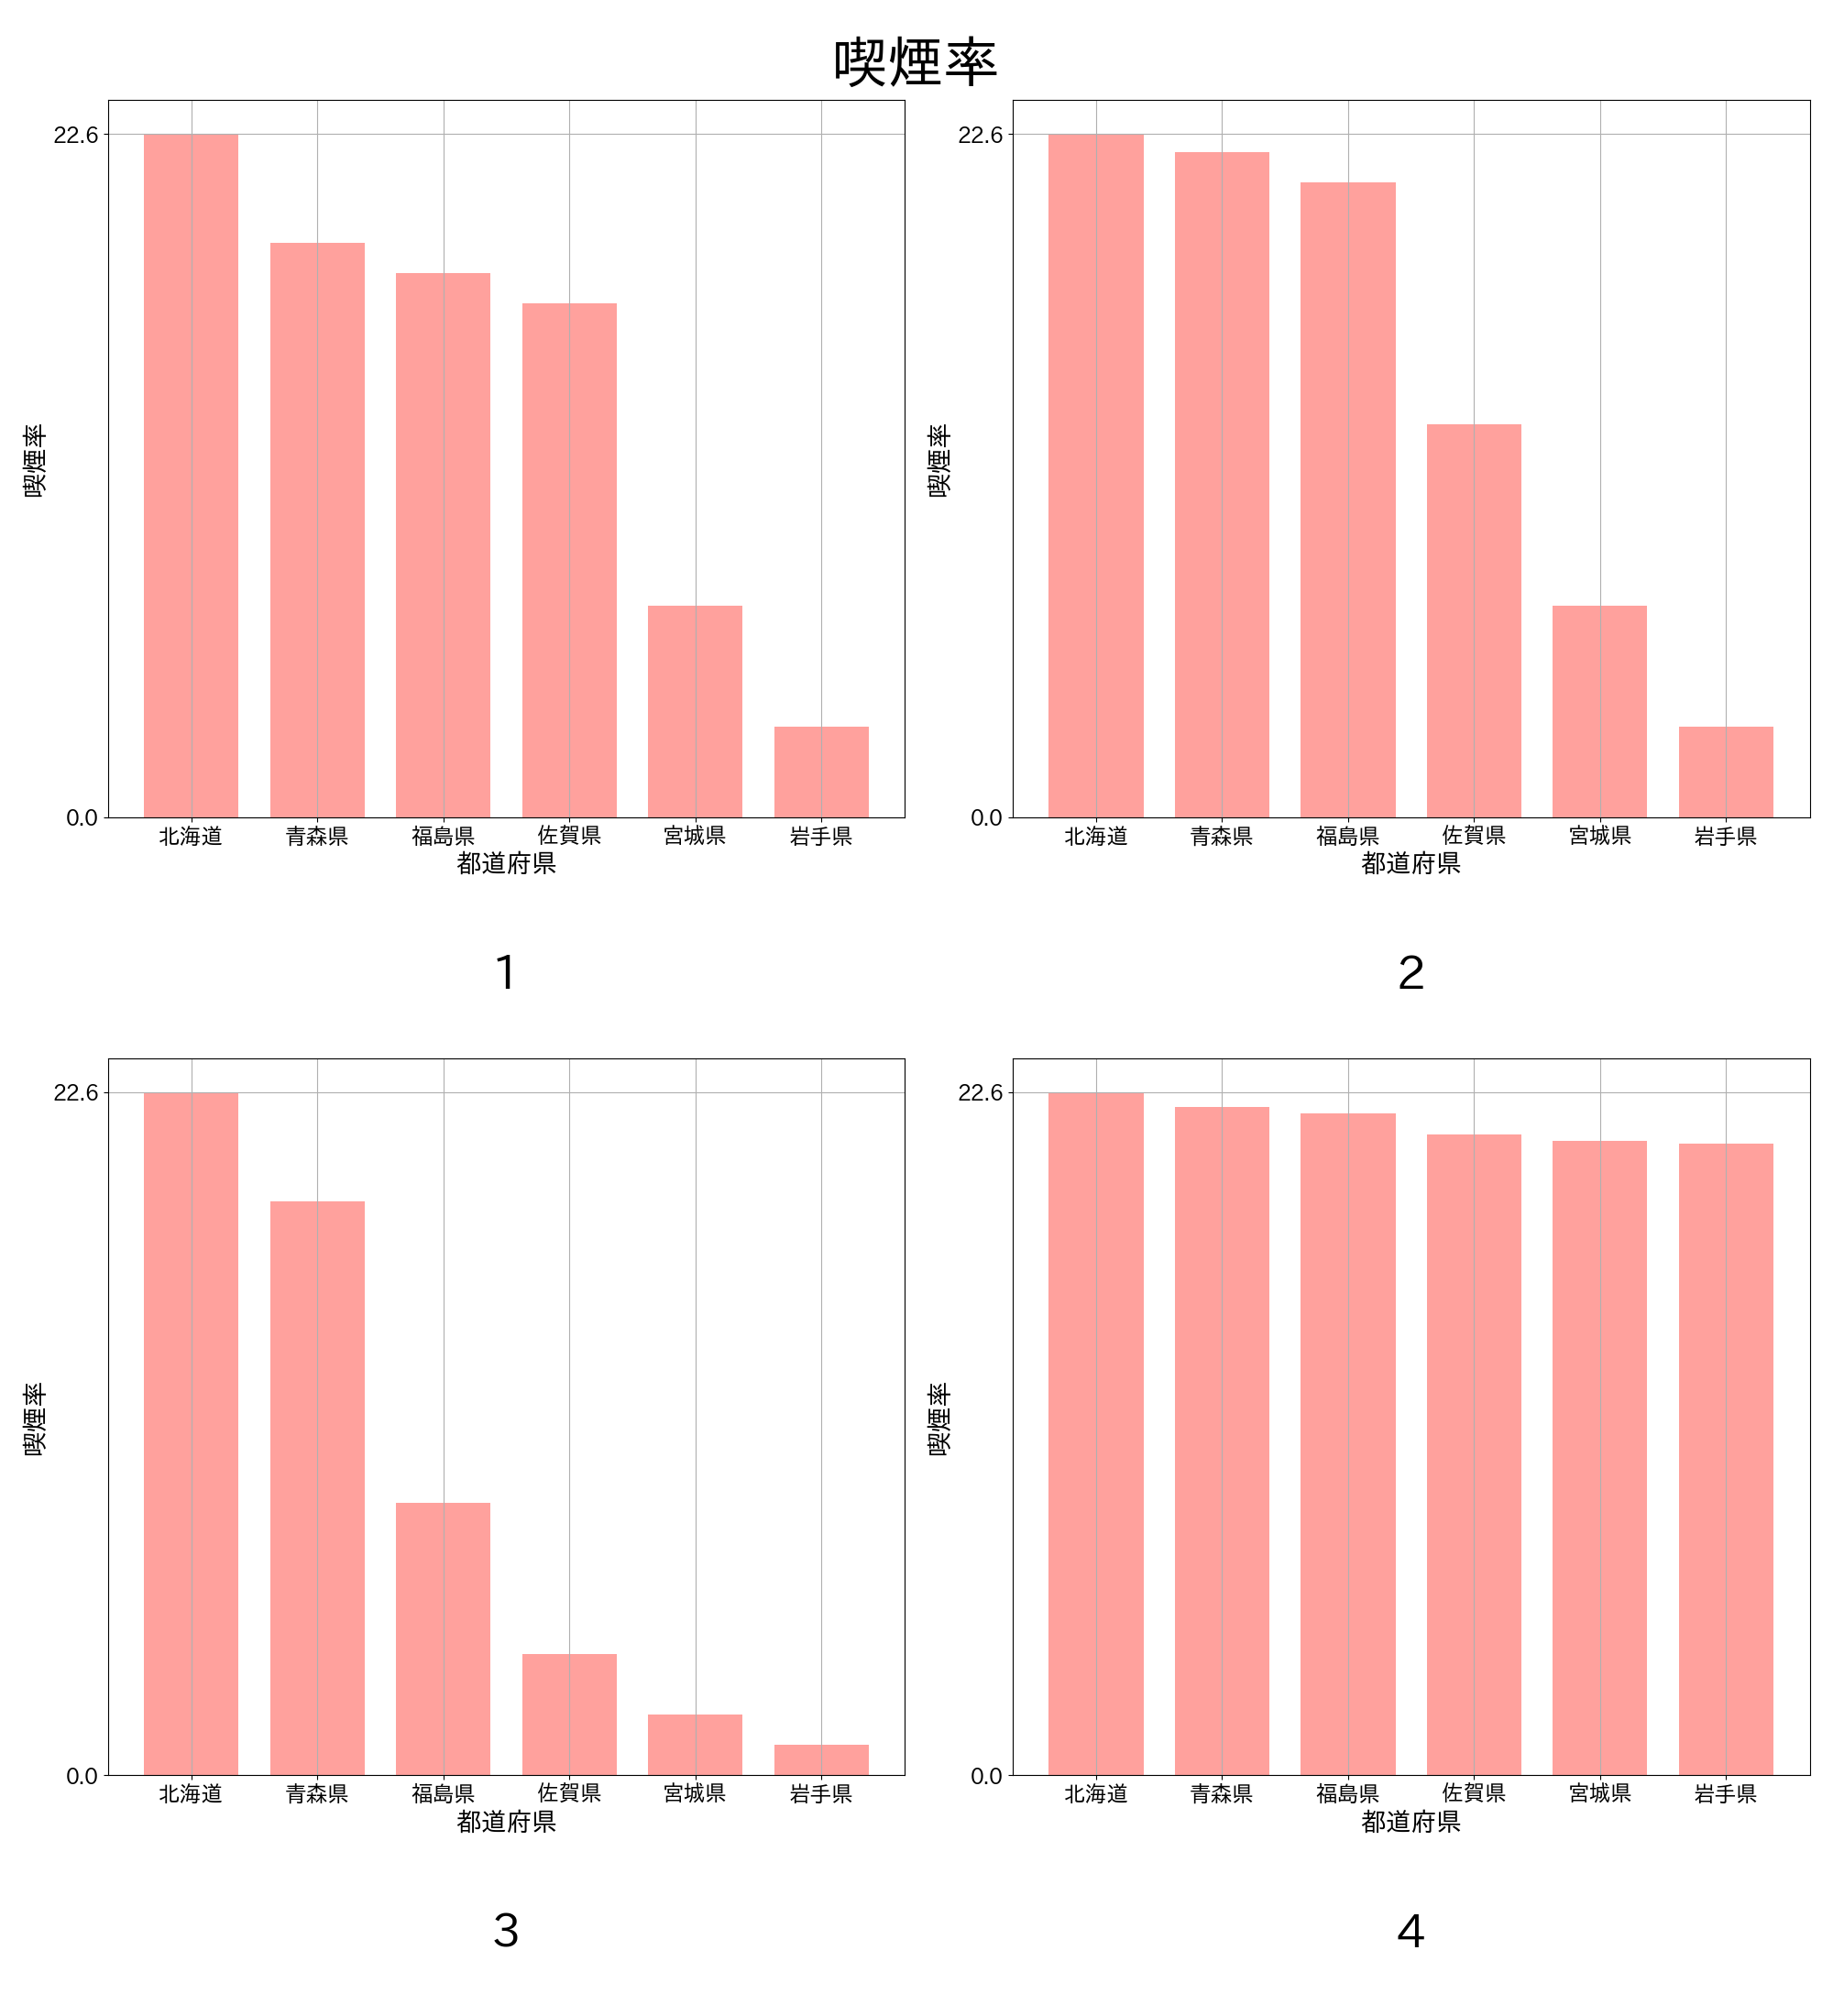 喫煙率
22.6
0.0
喫煙率
北海道 青森県 福島県 佐賀県 宮城県 岩手県
都道府県
1
22.6
0.0
喫煙率
北海道 青森県 福島県 佐賀県 宮城県 岩手県
都道府県
2
22.6
0.0
喫煙率
北海道 青森県 福島県 佐賀県 宮城県 岩手県
都道府県
3
22.6
0.0
喫煙率
北海道 青森県 福島県 佐賀県 宮城県 岩手県
都道府県
4